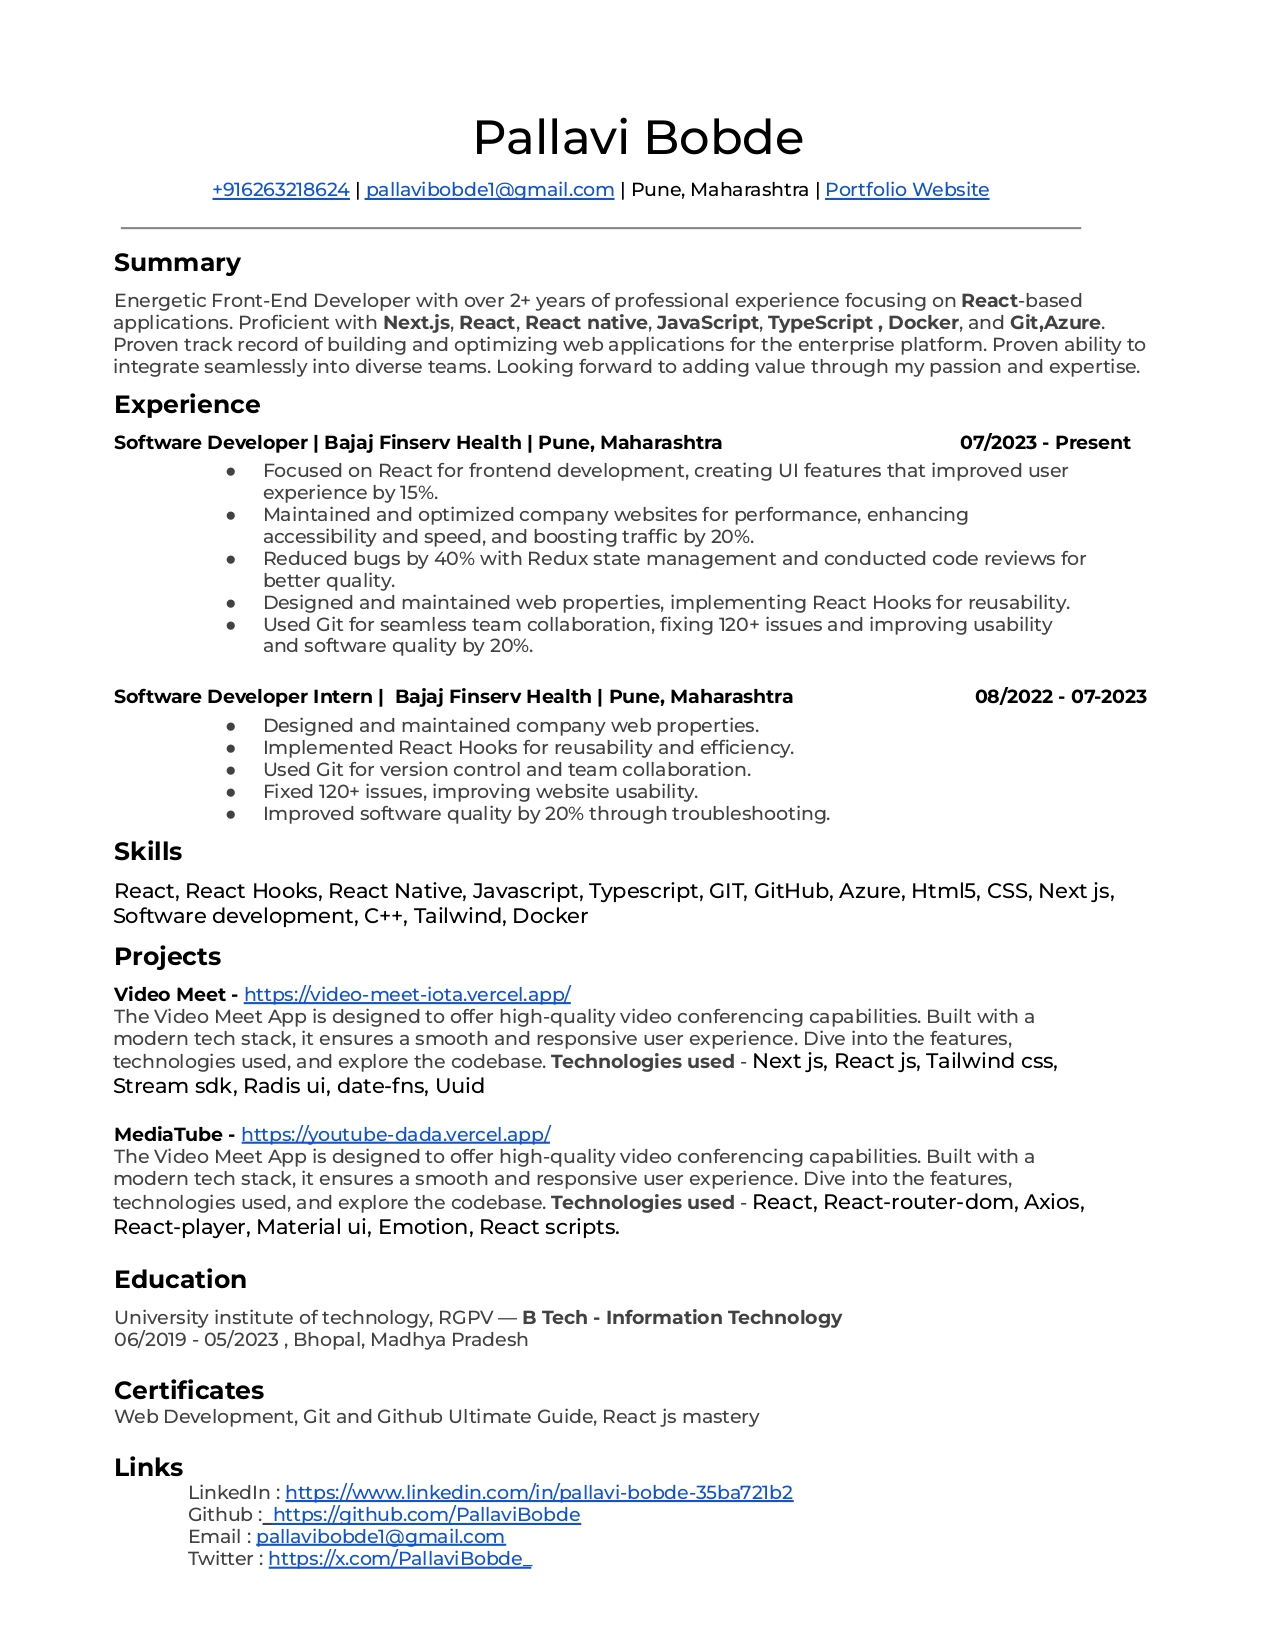 Pallavi Bobde
+916263218624 | pallavibobde1@gmail.com | Pune, Maharashtra | Portfolio Website
Summary
Energetic Front-End Developer with over 2+ years of professional experience focusing on React-based
applications. Proficient with Next.js, React, React native, JavaScript, TypeScript , Docker, and Git,Azure.
Proven track record of building and optimizing web applications for the enterprise platform. Proven ability to
integrate seamlessly into diverse teams. Looking forward to adding value through my passion and expertise.
Experience
Software Developer | Bajaj Finserv Health | Pune, Maharashtra 07/2023 - Present
● Focused on React for frontend development, creating UI features that improved user
experience by 15%.
● Maintained and optimized company websites for performance, enhancing
accessibility and speed, and boosting traffic by 20%.
● Reduced bugs by 40% with Redux state management and conducted code reviews for
better quality.
● Designed and maintained web properties, implementing React Hooks for reusability.
● Used Git for seamless team collaboration, fixing 120+ issues and improving usability
and software quality by 20%.
Software Developer Intern | Bajaj Finserv Health | Pune, Maharashtra 08/2022 - 07-2023
● Designed and maintained company web properties.
● Implemented React Hooks for reusability and efficiency.
● Used Git for version control and team collaboration.
● Fixed 120+ issues, improving website usability.
● Improved software quality by 20% through troubleshooting.
Skills
React, React Hooks, React Native, Javascript, Typescript, GIT, GitHub, Azure, Html5, CSS, Next js,
Software development, C++, Tailwind, Docker
Projects
Video Meet - https://video-meet-iota.vercel.app/
The Video Meet App is designed to offer high-quality video conferencing capabilities. Built with a
modern tech stack, it ensures a smooth and responsive user experience. Dive into the features,
technologies used, and explore the codebase. Technologies used - Next js, React js, Tailwind css,
Stream sdk, Radis ui, date-fns, Uuid
MediaTube - https://youtube-dada.vercel.app/
The Video Meet App is designed to offer high-quality video conferencing capabilities. Built with a
modern tech stack, it ensures a smooth and responsive user experience. Dive into the features,
technologies used, and explore the codebase. Technologies used - React, React-router-dom, Axios,
React-player, Material ui, Emotion, React scripts.
Education
University institute of technology, RGPV — B Tech - Information Technology
06/2019 - 05/2023 , Bhopal, Madhya Pradesh
Certificates
Web Development, Git and Github Ultimate Guide, React js mastery
Links
LinkedIn : https://www.linkedin.com/in/pallavi-bobde-35ba721b2
Github : https://github.com/PallaviBobde
Email : pallavibobde1@gmail.com
Twitter : https://x.com/PallaviBobde_